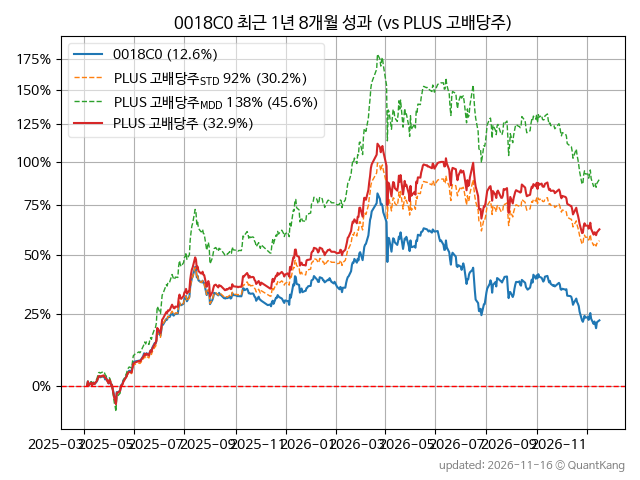 0018C0 최근 1년 8개월 성과 (vs PLUS 고배당주)
0018C0 (12.6%)
PLUS 고배당주STD 92% (30.2%)
PLUS 고배당주MDD 138% (45.6%)
PLUS 고배당주 (32.9%)
175%
150%
125%
100%
75%
50%
25%
0%
2025-03 2025-05 2025-07 2025-09 2025-11 2026-01 2026-03 2026-05 2026-07 2026-09 2026-11
updated: 2026-11-16 © QuantKang